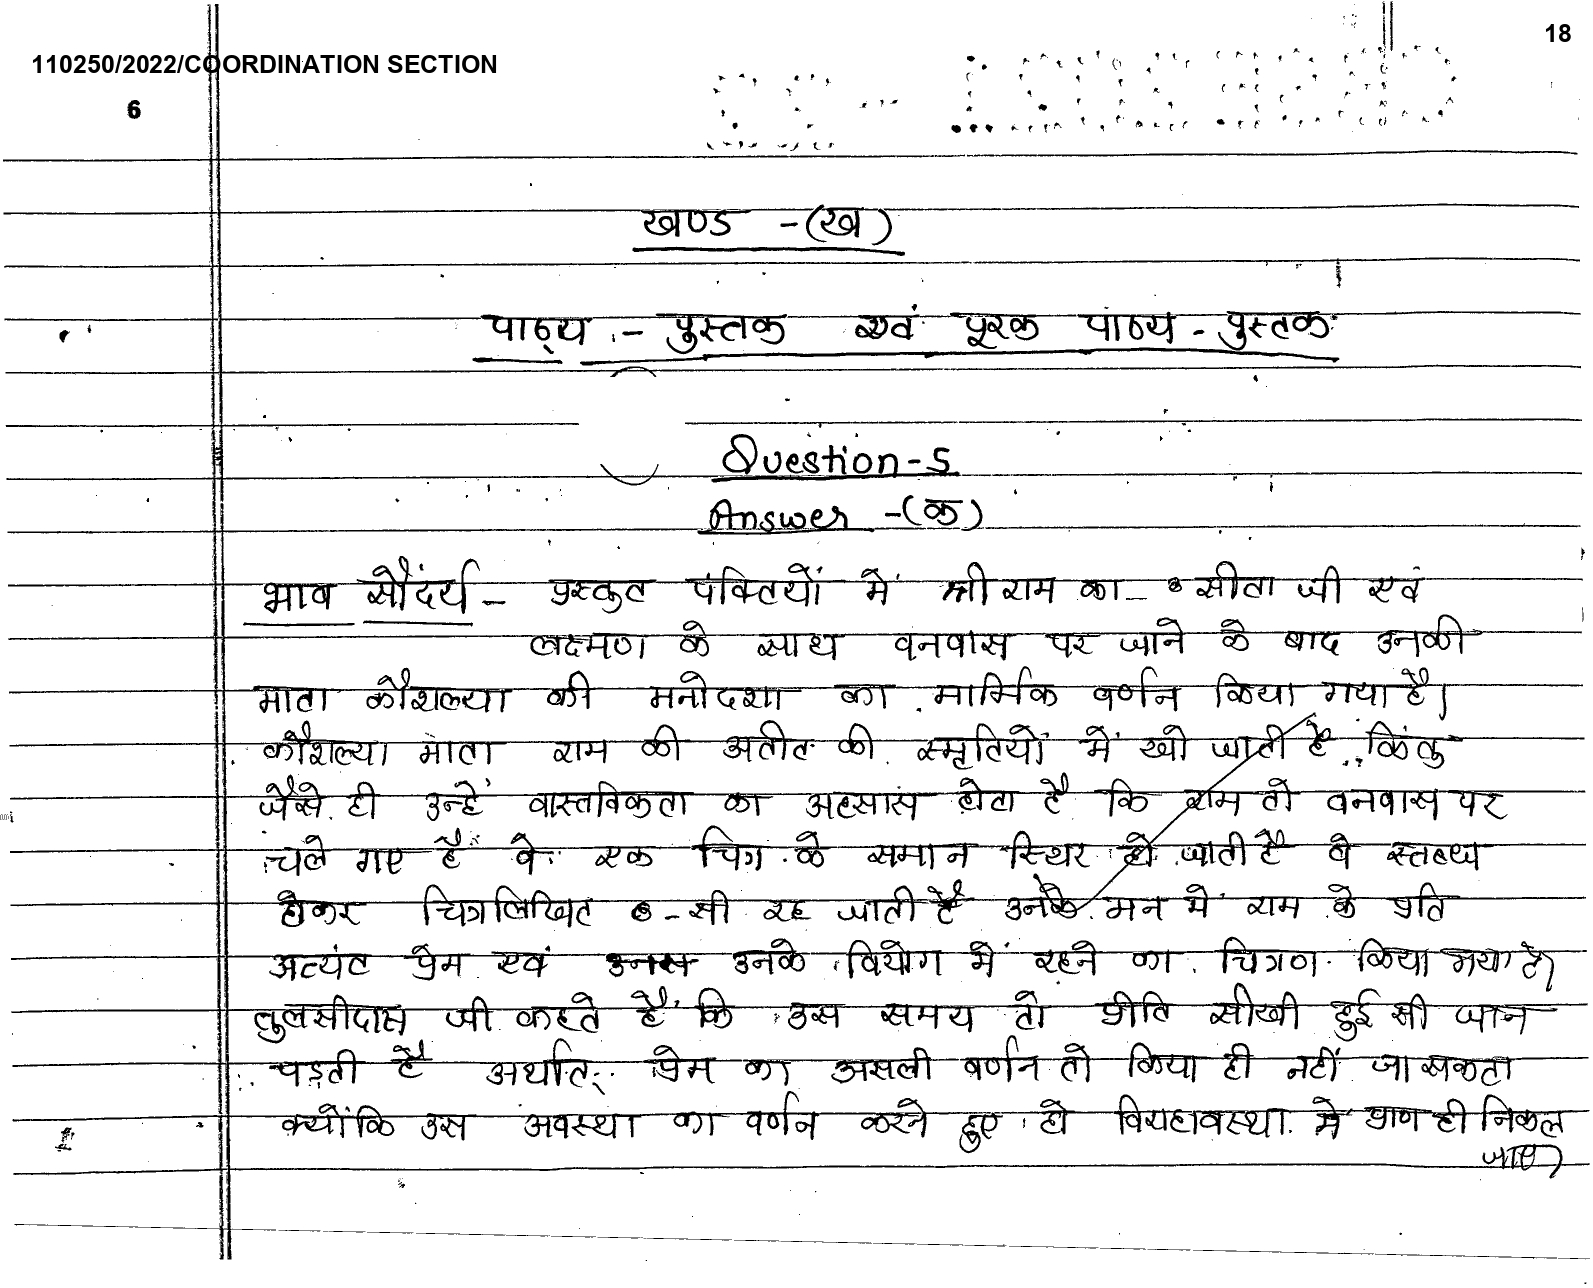 18
110250/2022/COORDINATION SECTION
6
खण्ड -(ख)
पाठ्य - पुस्तक एवं पूरक पाठ्य - पुस्तक
Question-5
Answer -(क)
भाव सौंदर्य - प्रस्तुत पंक्तियों में श्री राम का सीता जी एवं
लक्ष्मण के साथ वनवास पर जाने के बाद उनकी
माता कौशल्या की मनोदशा का मार्मिक वर्णन किया गया है।
कौशल्या माता राम की अतीत की स्मृतियों में खो जाती है किंतु
जैसे ही उन्हें वास्तविकता का अहसास होता है कि राम तो वनवास पर
चले गए हैं वे एक चित्र के समान स्थिर हो जाती हैं वे स्तब्ध
होकर चित्रलिखित सी रह जाती हैं उनके मन में राम के प्रति
अत्यंत प्रेम एवं उनके वियोग में रहने का चित्रण किया गया है।
तुलसीदास जी कहते हैं कि उस समय तो प्रीति सीखी हुई सी जान
पड़ती है अर्थात् प्रेम का असली वर्णन तो किया ही नहीं जा सकता
क्योंकि उस अवस्था का वर्णन करने हुए हो विरहावस्था में प्राण ही निकल
जाए।